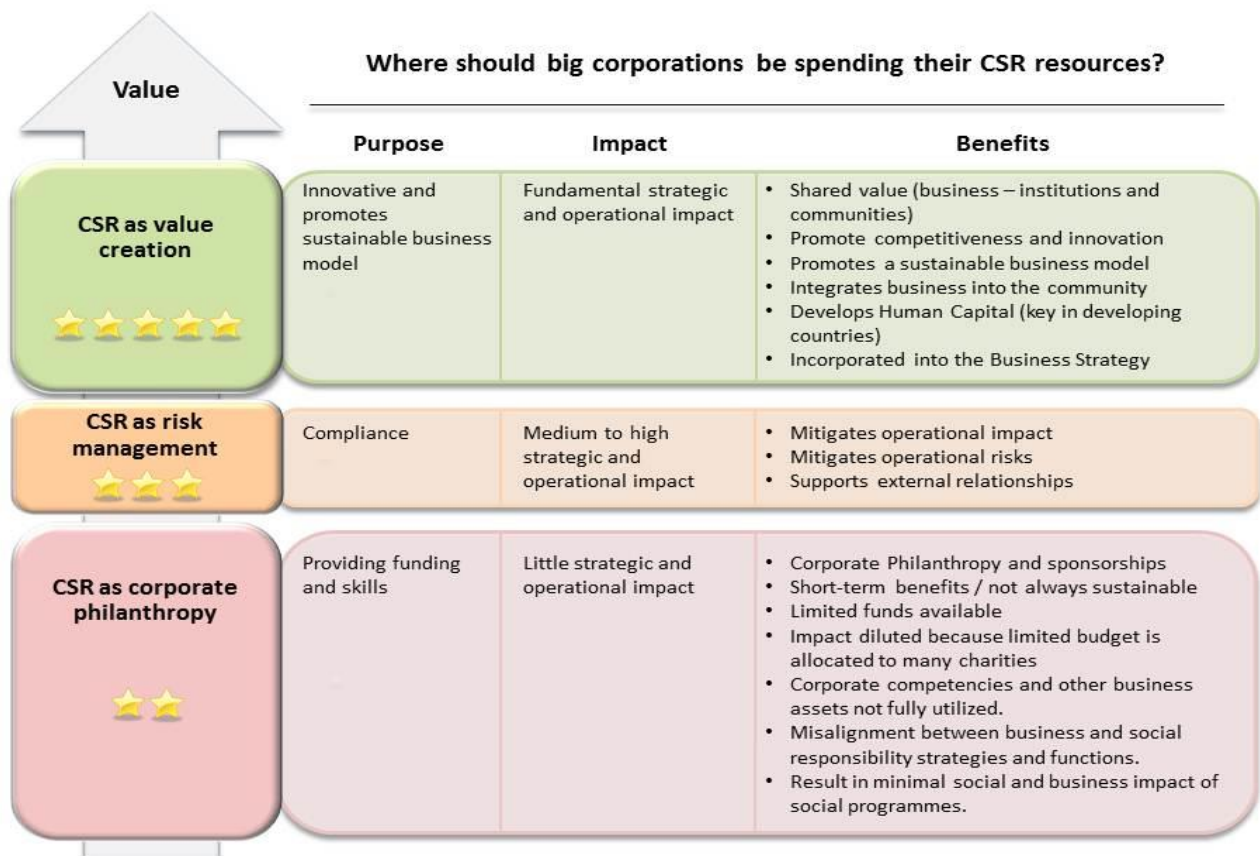 Value
Where should big corporations be spending their CSR resources?
Purpose
Impact
Benefits
CSR as value
creation
Innovative and
promotes
sustainable business
model
Fundamental strategic
and operational impact
• Shared value (business – institutions and
communities)
• Promote competitiveness and innovation
• Promotes a sustainable business model
• Integrates business into the community
• Develops Human Capital (key in developing
countries)
• Incorporated into the Business Strategy
CSR as risk
management
Compliance
Medium to high
strategic and
operational impact
• Mitigates operational impact
• Mitigates operational risks
• Supports external relationships
CSR as corporate
philanthropy
Providing funding
and skills
Little strategic and
operational impact
• Corporate Philanthropy and sponsorships
• Short-term benefits / not always sustainable
• Limited funds available
• Impact diluted because limited budget is
allocated to many charities
• Corporate competencies and other business
assets not fully utilized.
• Misalignment between business and social
responsibility strategies and functions.
• Result in minimal social and business impact of
social programmes.